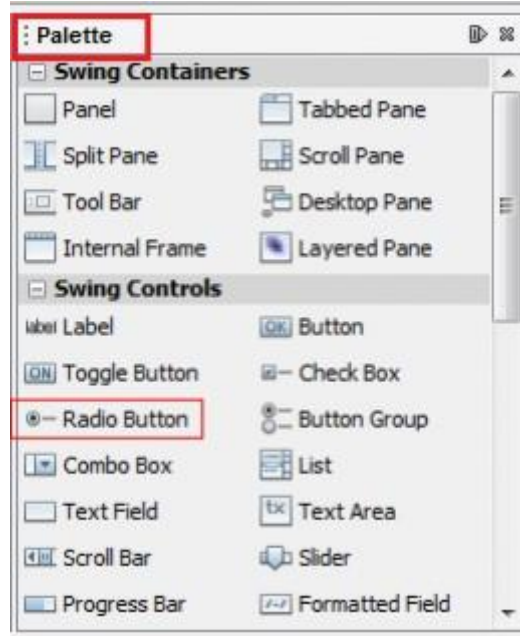 Palette
Swing Containers
Panel Tabbed Pane
Split Pane Scroll Pane
Tool Bar Desktop Pane
Internal Frame Layered Pane
Swing Controls
label Label OK Button
ON Toggle Button Check Box
Radio Button Button Group
Combo Box List
Text Field tx Text Area
Scroll Bar Slider
Progress Bar Formatted Field